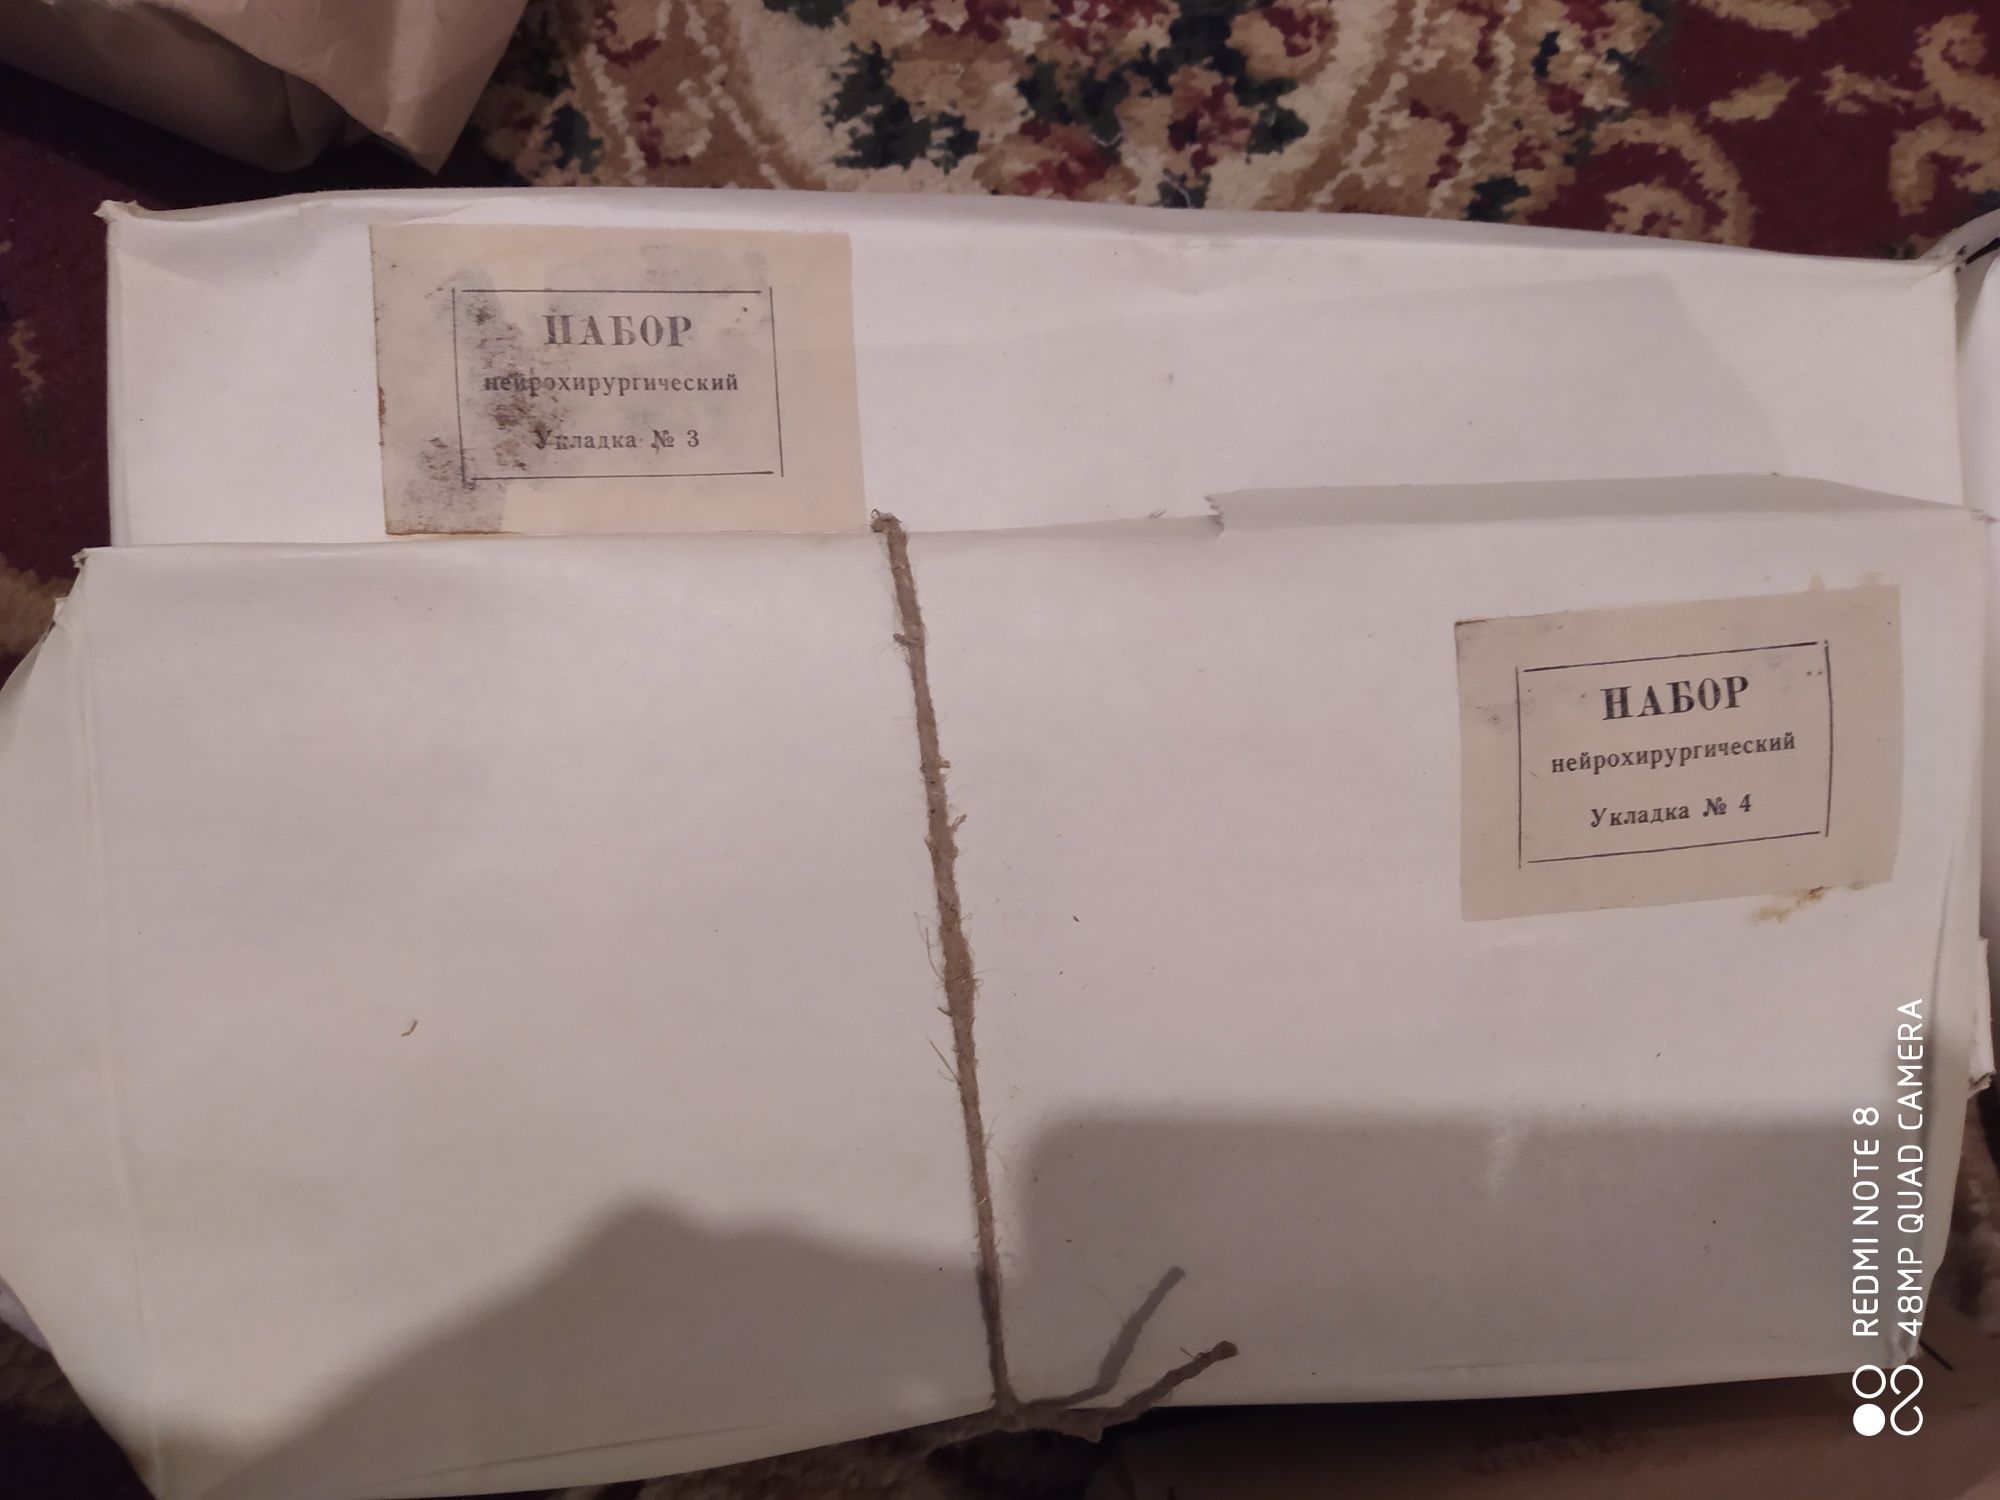 НАБОР
нейрохирургический
Укладка № 3
НАБОР
нейрохирургический
Укладка № 4
REDMI NOTE 8
48MP QUAD CAMERA